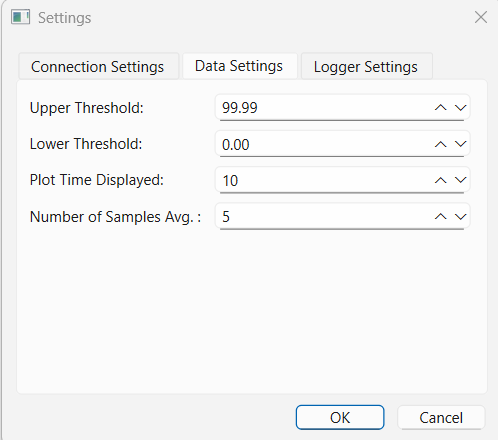 Settings
Connection Settings Data Settings Logger Settings
Upper Threshold: 99.99
Lower Threshold: 0.00
Plot Time Displayed: 10
Number of Samples Avg. : 5
OK Cancel